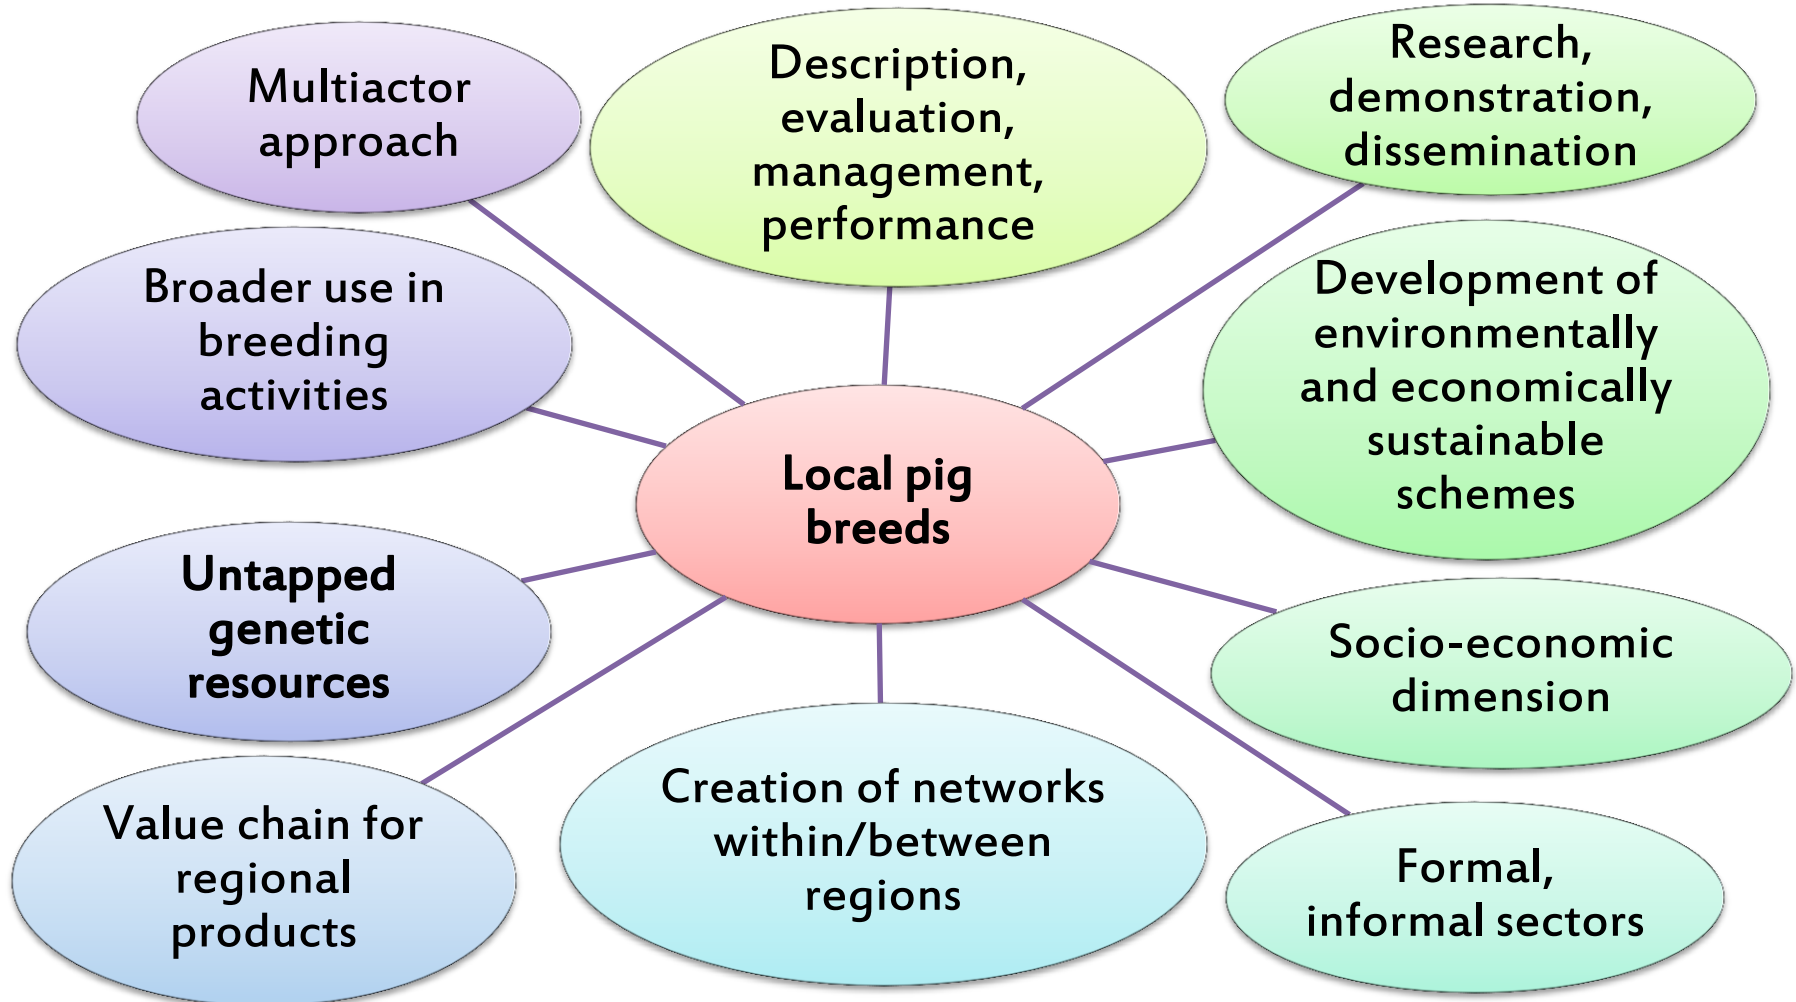 Multiactor
approach
Description,
evaluation,
management,
performance
Research,
demonstration,
dissemination
Broader use in
breeding
activities
Development of
environmentally
and economically
sustainable
schemes
Local pig
breeds
Untapped
genetic
resources
Socio-economic
dimension
Value chain for
regional
products
Creation of networks
within/between
regions
Formal,
informal sectors